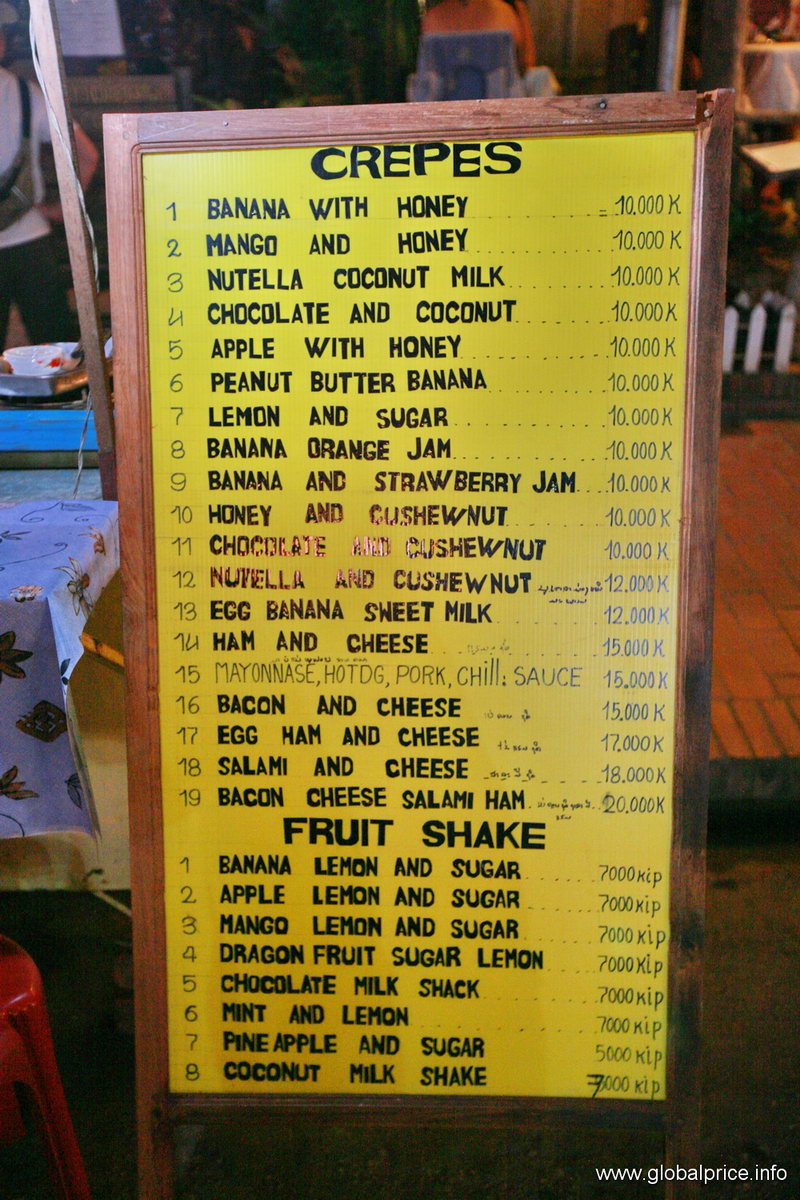 CREPES
1 BANANA WITH HONEY = 10.000 K
2 MANGO AND HONEY 10.000 K
3 NUTELLA COCONUT MILK 10.000 K
4 CHOCOLATE AND COCONUT 10.000 K
5 APPLE WITH HONEY 10.000 K
6 PEANUT BUTTER BANANA 10.000 K
7 LEMON AND SUGAR 10.000 K
8 BANANA ORANGE JAM 10.000 K
9 BANANA AND STRAWBERRY JAM 10.000 K
10 HONEY AND CUSHEWNUT 10.000 K
11 CHOCOLATE AND CUSHEWNUT 10.000 K
12 NUTELLA AND CUSHEWNUT 12.000 K
13 EGG BANANA SWEET MILK 12.000 K
14 HAM AND CHEESE 15.000 K
15 MAYONNASE, HOTDG, PORK, CHill: SAUCE 15.000 K
16 BACON AND CHEESE 15.000 K
17 EGG HAM AND CHEESE 17.000 K
18 SALAMI AND CHEESE 18.000 K
19 BACON CHEESE SALAMI HAM 20.000 K
FRUIT SHAKE
1 BANANA LEMON AND SUGAR 7000 kip
2 APPLE LEMON AND SUGAR 7000 kip
3 MANGO LEMON AND SUGAR 7000 kip
4 DRAGON FRUIT SUGAR LEMON 7000 kip
5 CHOCOLATE MILK SHACK 7000 kip
6 MINT AND LEMON 7000 kip
7 PINEAPPLE AND SUGAR 5000 kip
8 COCONUT MILK SHAKE 7000 kip
www.globalprice.info